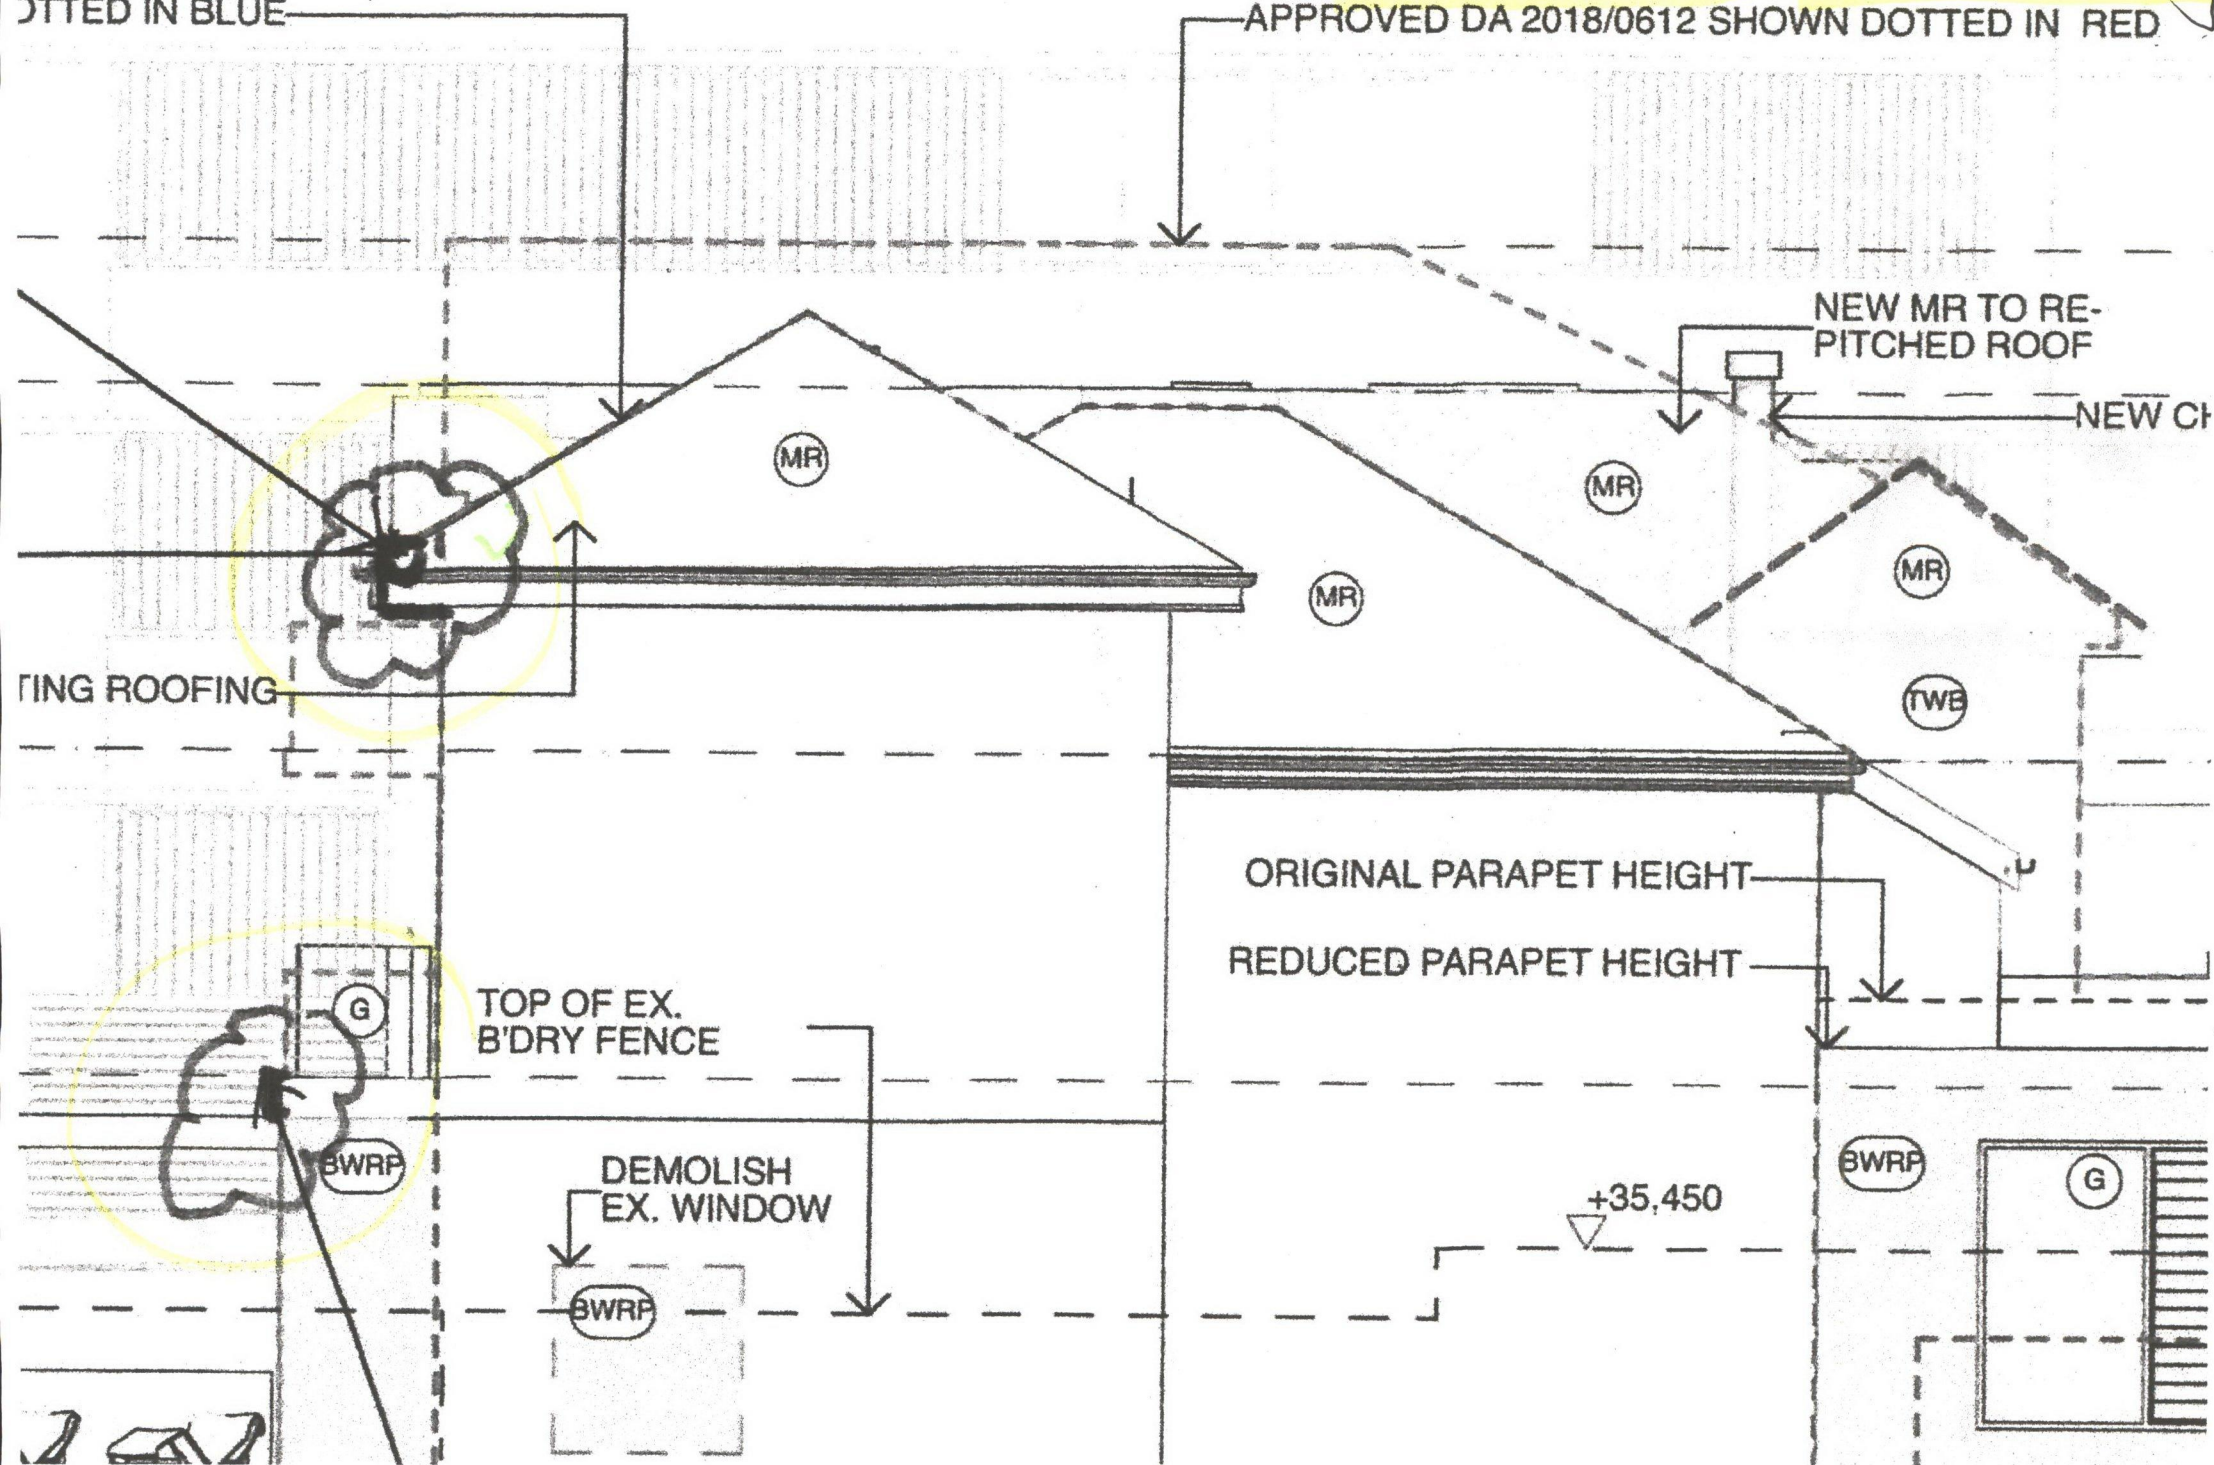 OTTED IN BLUE
APPROVED DA 2018/0612 SHOWN DOTTED IN RED
NEW MR TO RE-
PITCHED ROOF
NEW CH
MR
MR
MR
MR
TING ROOFING
TWB
ORIGINAL PARAPET HEIGHT
REDUCED PARAPET HEIGHT
G
TOP OF EX.
B'DRY FENCE
BWRP
DEMOLISH
EX. WINDOW
BWRP
+35,450
BWRP
G